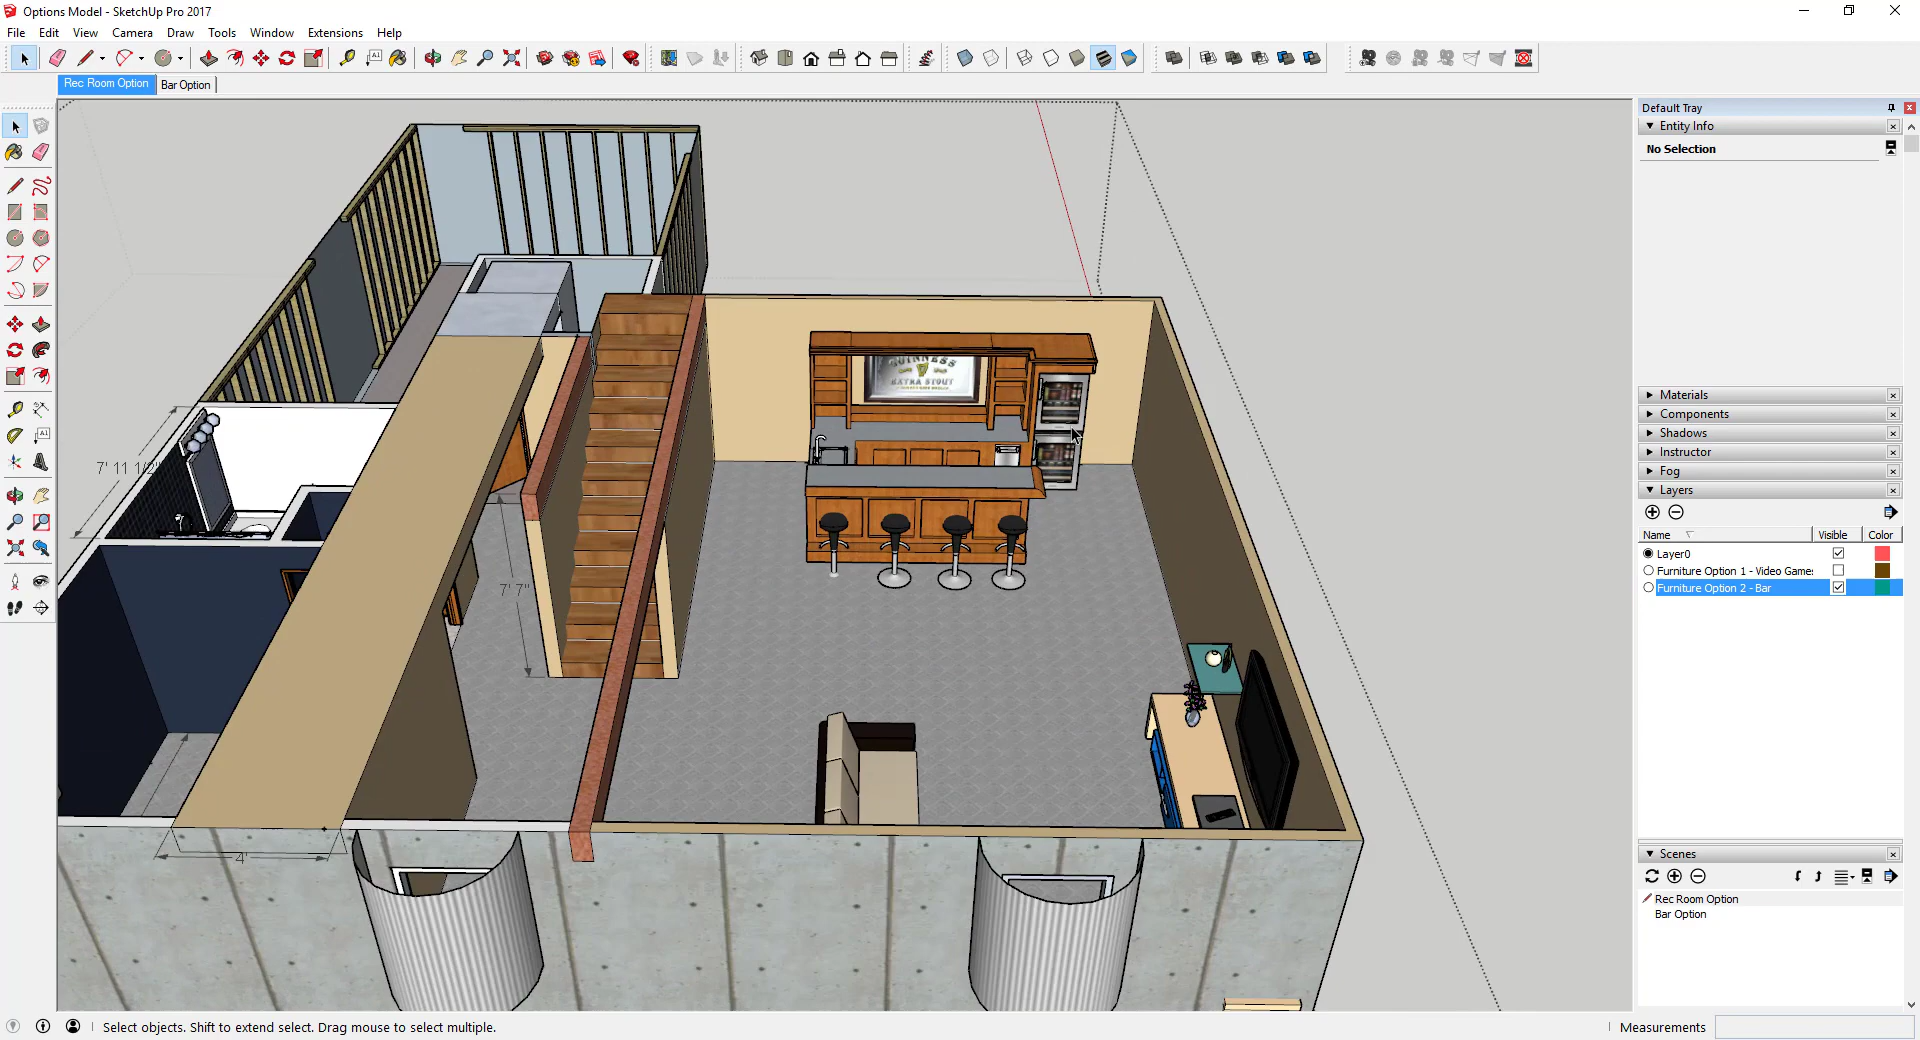 Options Model - SketchUp Pro 2017
File Edit View Camera Draw Tools Window Extensions Help
Rec Room Option Bar Option
Default Tray
Entity Info
No Selection
GUINNESS
EXTRA STOUT
Materials
Components
Shadows
Instructor
Fog
Layers
Name Visible Color
Layer0
Furniture Option 1 - Video Game:
Furniture Option 2 - Bar
7' 11 1/2"
7' 7"
4'
Scenes
Rec Room Option
Bar Option
Select objects. Shift to extend select. Drag mouse to select multiple.
Measurements